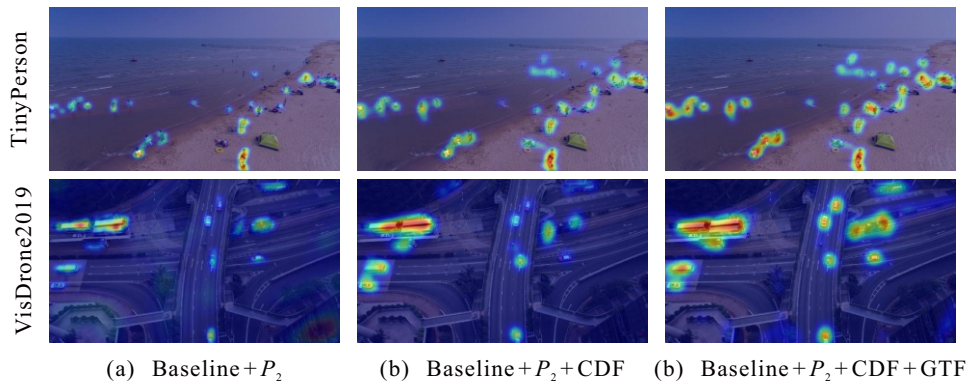 TinyPerson
VisDrone2019
(a) Baseline + P₂
(b) Baseline + P₂ + CDF
(b) Baseline + P₂ + CDF + GTF